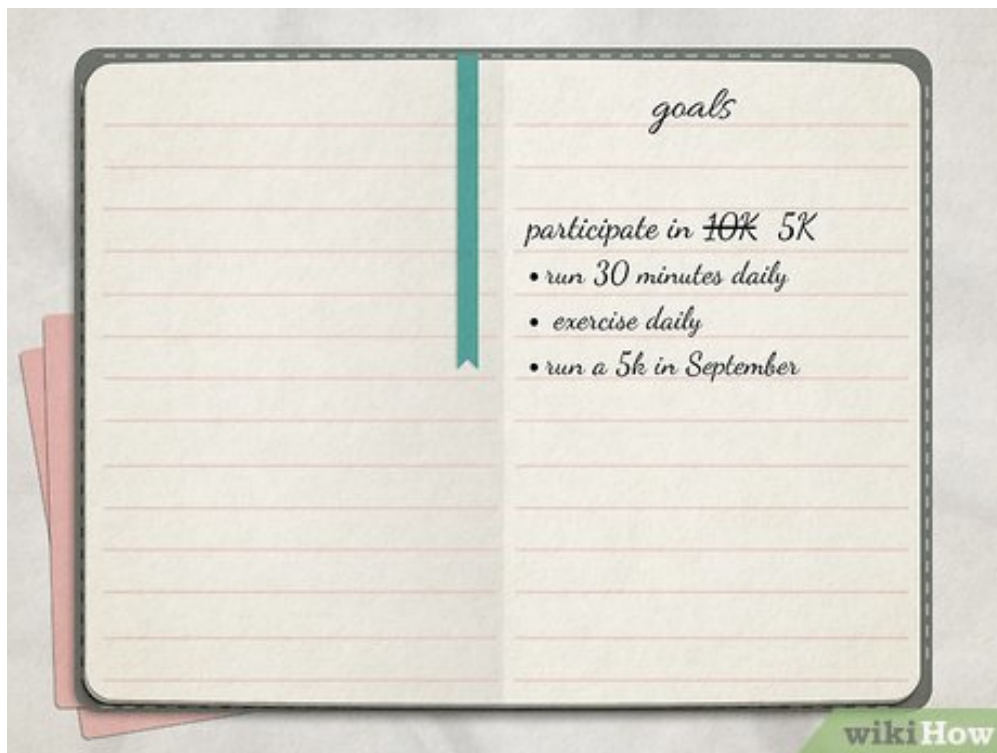 goals
participate in 10K 5K
• run 30 minutes daily
• exercise daily
• run a 5k in September
wikiHow